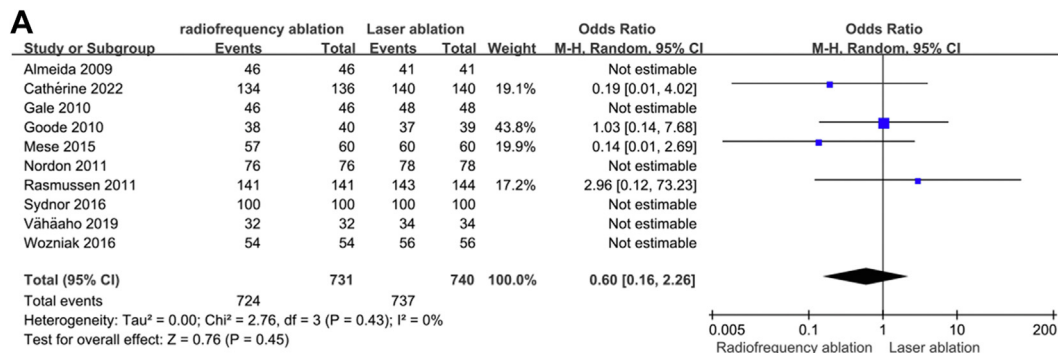 A
radiofrequency ablation Laser ablation Odds Ratio Odds Ratio
Study or Subgroup Events Total Events Total Weight M-H. Random. 95% CI M-H. Random. 95% CI
Almeida 2009 46 46 41 41 Not estimable
Cathérine 2022 134 136 140 140 19.1% 0.19 [0.01, 4.02]
Gale 2010 46 46 48 48 Not estimable
Goode 2010 38 40 37 39 43.8% 1.03 [0.14, 7.68]
Mese 2015 57 60 60 60 19.9% 0.14 [0.01, 2.69]
Nordon 2011 76 76 78 78 Not estimable
Rasmussen 2011 141 141 143 144 17.2% 2.96 [0.12, 73.23]
Sydnor 2016 100 100 100 100 Not estimable
Vähäaho 2019 32 32 34 34 Not estimable
Wozniak 2016 54 54 56 56 Not estimable
Total (95% CI) 731 740 100.0% 0.60 [0.16, 2.26]
Total events 724 737
Heterogeneity: Tau² = 0.00; Chi² = 2.76, df = 3 (P = 0.43); I² = 0%
Test for overall effect: Z = 0.76 (P = 0.45)
0.005 0.1 1 10 200
Radiofrequency ablation Laser ablation